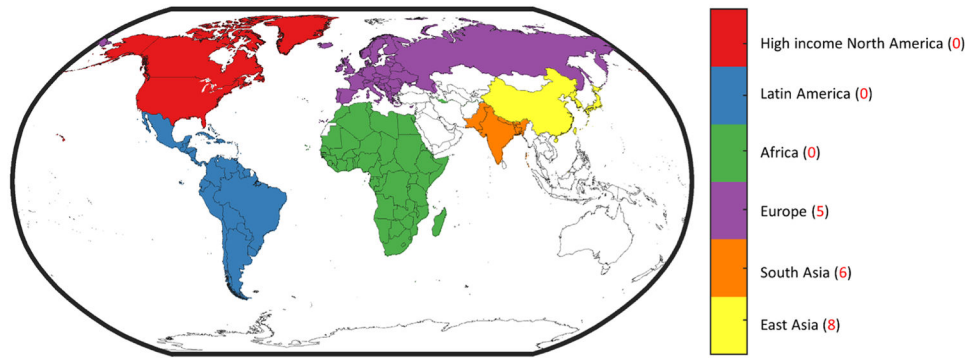 High income North America (0)
Latin America (0)
Africa (0)
Europe (5)
South Asia (6)
East Asia (8)